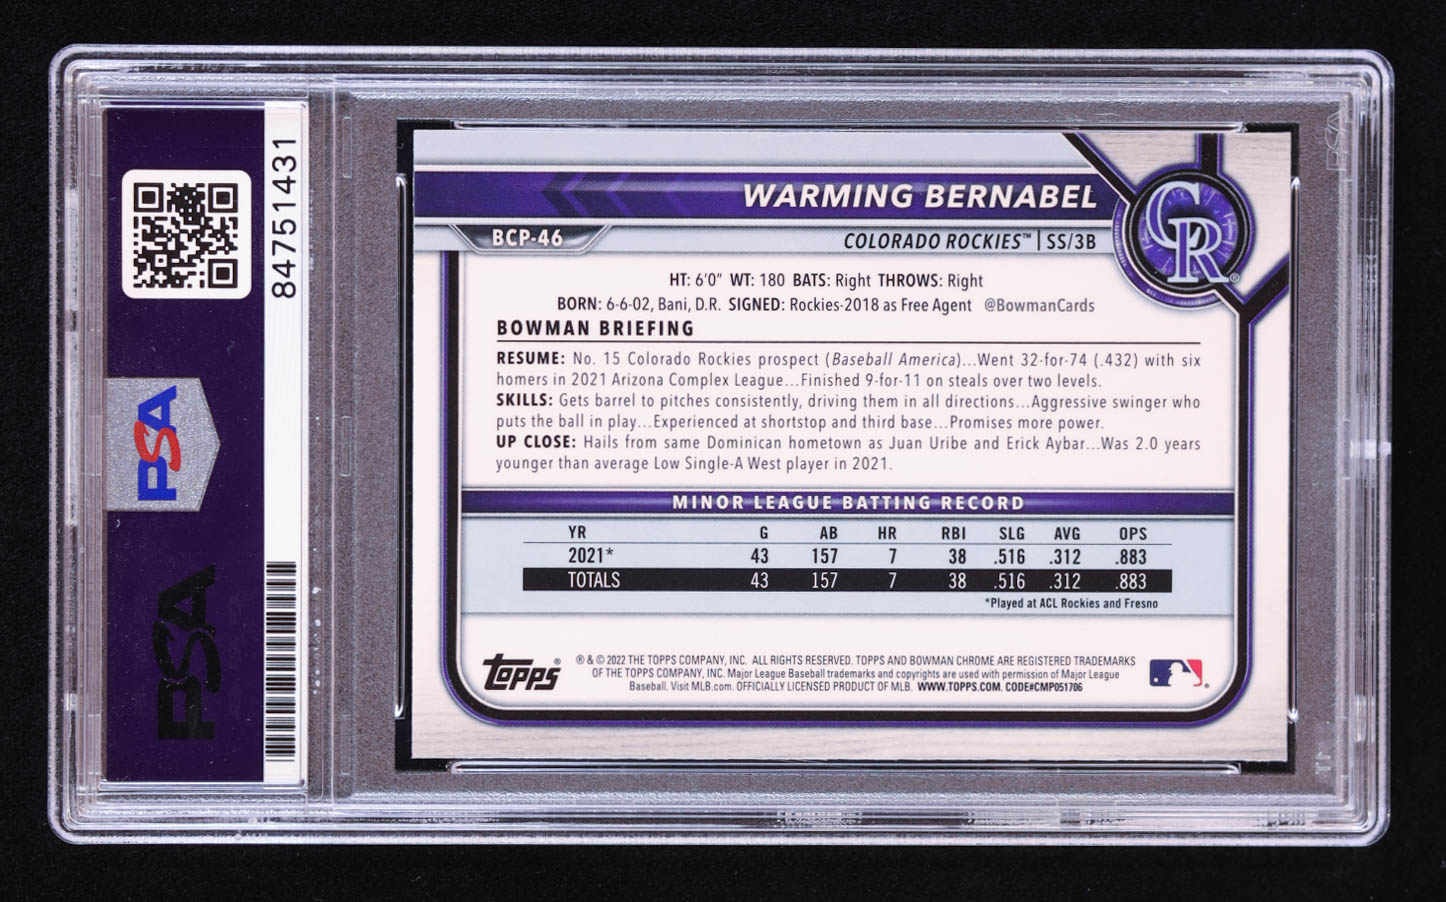 84751431
PSA
PSA
WARMING BERNABEL
BCP-46
COLORADO ROCKIES™ | SS/3B
CR®
HT: 6'0" WT: 180 BATS: Right THROWS: Right
BORN: 6-6-02, Bani, D.R. SIGNED: Rockies-2018 as Free Agent @BowmanCards
BOWMAN BRIEFING
RESUME: No. 15 Colorado Rockies prospect (Baseball America)...Went 32-for-74 (.432) with six
homers in 2021 Arizona Complex League...Finished 9-for-11 on steals over two levels.
SKILLS: Gets barrel to pitches consistently, driving them in all directions...Aggressive swinger who
puts the ball in play...Experienced at shortstop and third base...Promises more power.
UP CLOSE: Hails from same Dominican hometown as Juan Uribe and Erick Aybar...Was 2.0 years
younger than average Low Single-A West player in 2021.
MINOR LEAGUE BATTING RECORD
YR G AB HR RBI SLG AVG OPS
2021* 43 157 7 38 .516 .312 .883
TOTALS 43 157 7 38 .516 .312 .883
*Played at ACL Rockies and Fresno
Topps®
® & © 2022 THE TOPPS COMPANY, INC. ALL RIGHTS RESERVED. TOPPS AND BOWMAN CHROME ARE REGISTERED TRADEMARKS
OF THE TOPPS COMPANY, INC. Major League Baseball trademarks and copyrights are used with permission of Major League
Baseball. Visit MLB.com. OFFICIALLY LICENSED PRODUCT OF MLB. WWW.TOPPS.COM. CODE#CMP051706
PSA